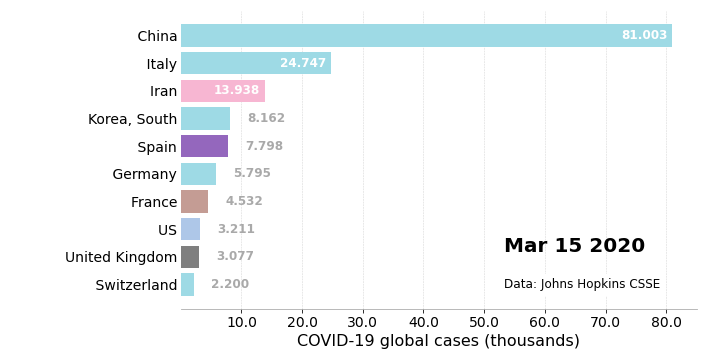 China 81.003
Italy 24.747
Iran 13.938
Korea, South 8.162
Spain 7.798
Germany 5.795
France 4.532
US 3.211
United Kingdom 3.077
Switzerland 2.200
Mar 15 2020
Data: Johns Hopkins CSSE
10.0 20.0 30.0 40.0 50.0 60.0 70.0 80.0
COVID-19 global cases (thousands)